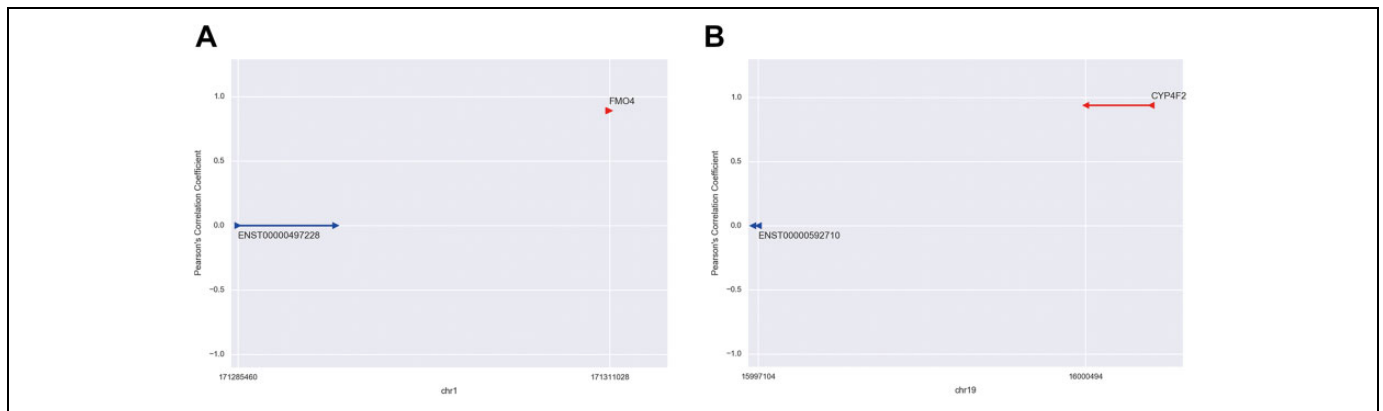 A
Pearson's Correlation Coefficient
1.0
0.5
0.0
−0.5
−1.0
FMO4
ENST00000497228
171285460
171311028
chr1
B
Pearson's Correlation Coefficient
1.0
0.5
0.0
−0.5
−1.0
CYP4F2
ENST00000592710
15997104
16000494
chr19